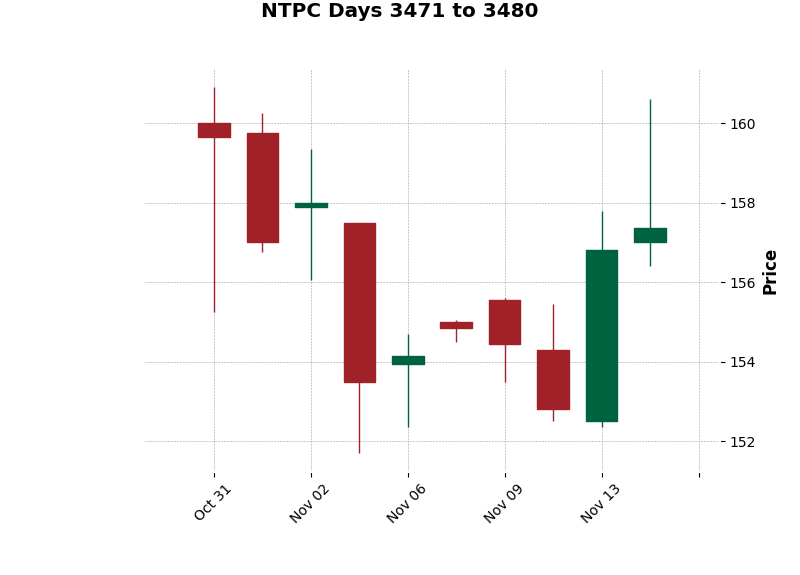 NTPC Days 3471 to 3480
160
158
156
154
152
Price
Oct 31
Nov 02
Nov 06
Nov 09
Nov 13